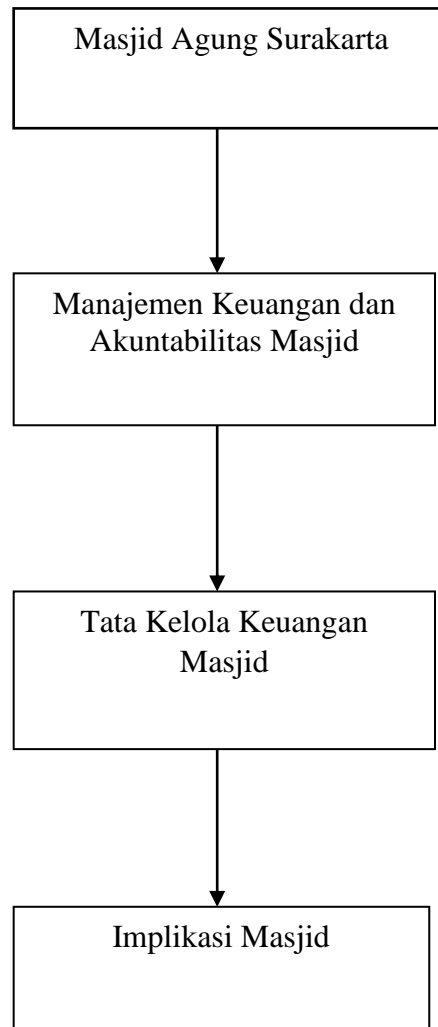 Masjid Agung Surakarta
Manajemen Keuangan dan
Akuntabilitas Masjid
Tata Kelola Keuangan
Masjid
Implikasi Masjid